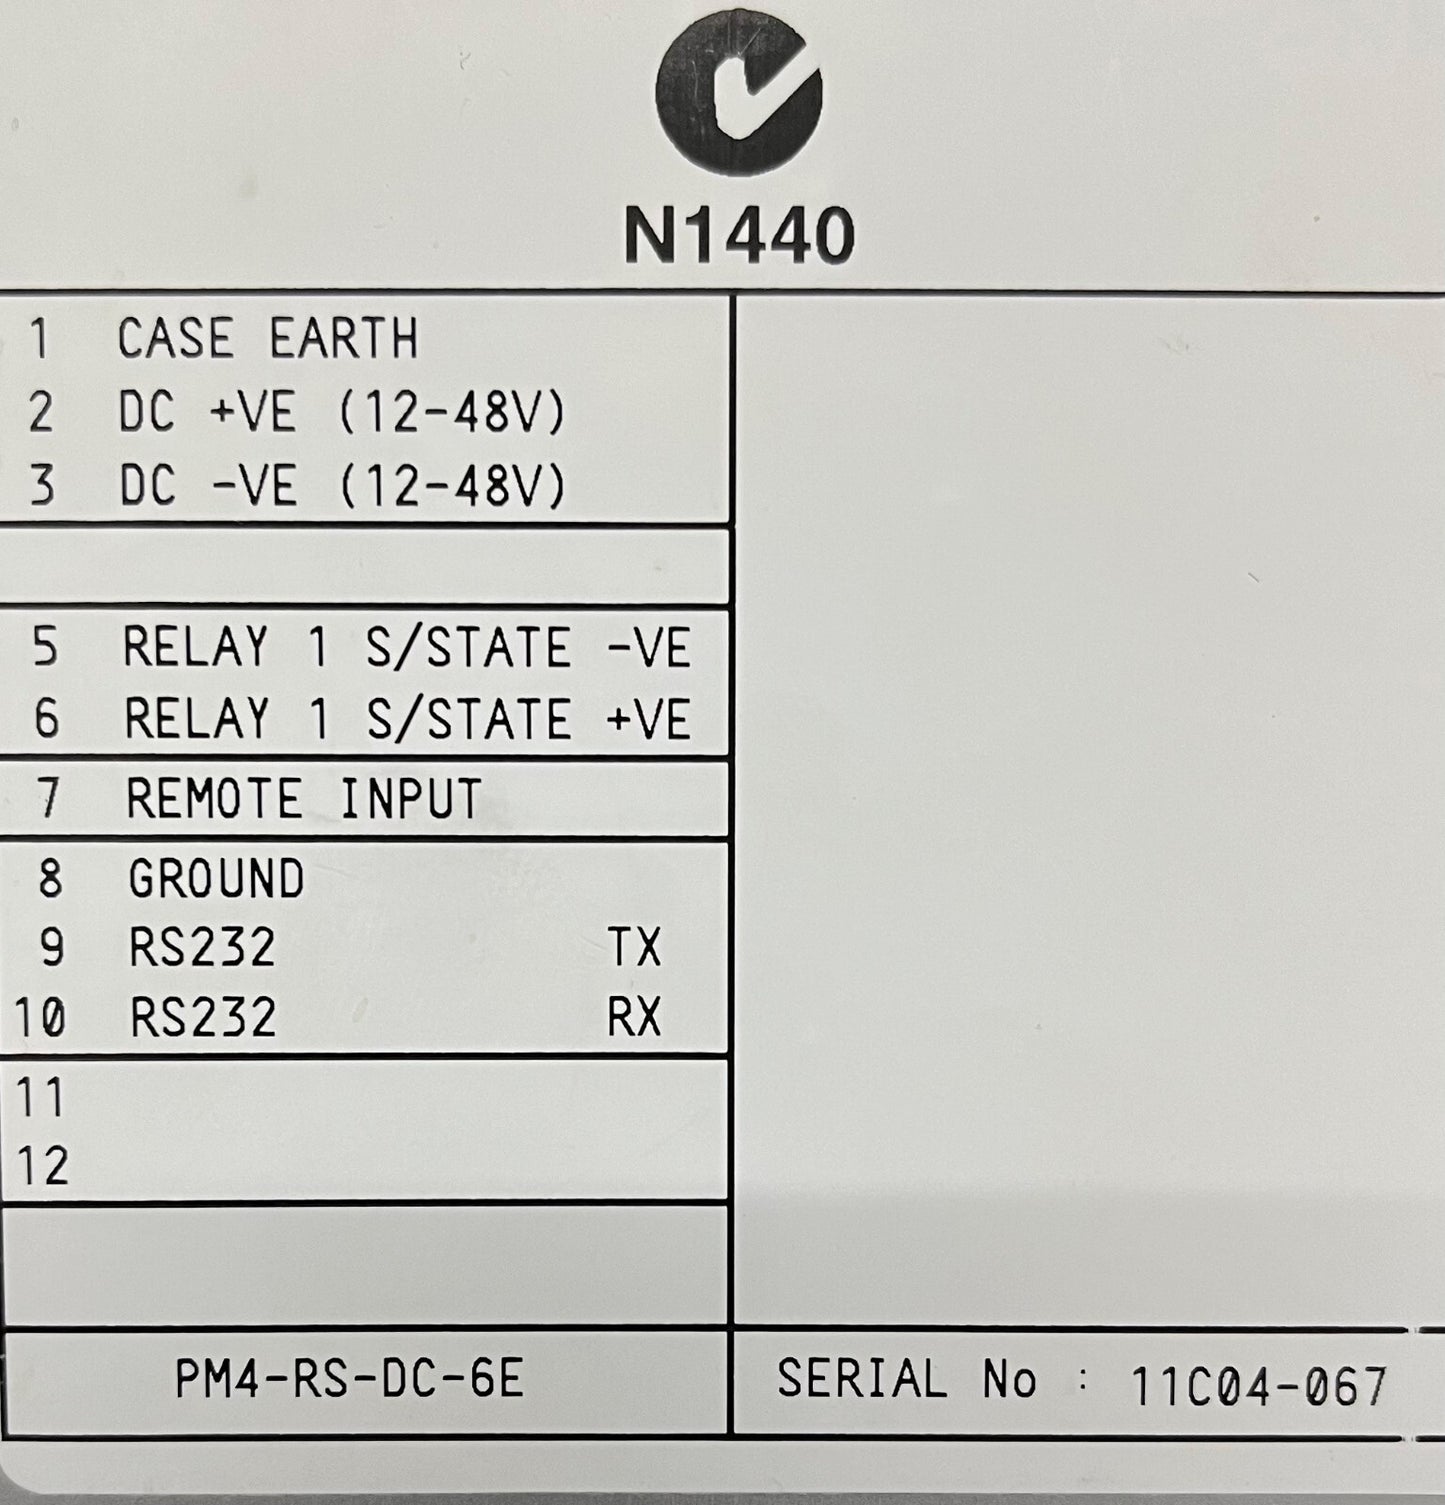 N1440
1 CASE EARTH
2 DC +VE (12-48V)
3 DC -VE (12-48V)
5 RELAY 1 S/STATE -VE
6 RELAY 1 S/STATE +VE
7 REMOTE INPUT
8 GROUND
9 RS232 TX
10 RS232 RX
11
12
PM4-RS-DC-6E
SERIAL No : 11C04-067